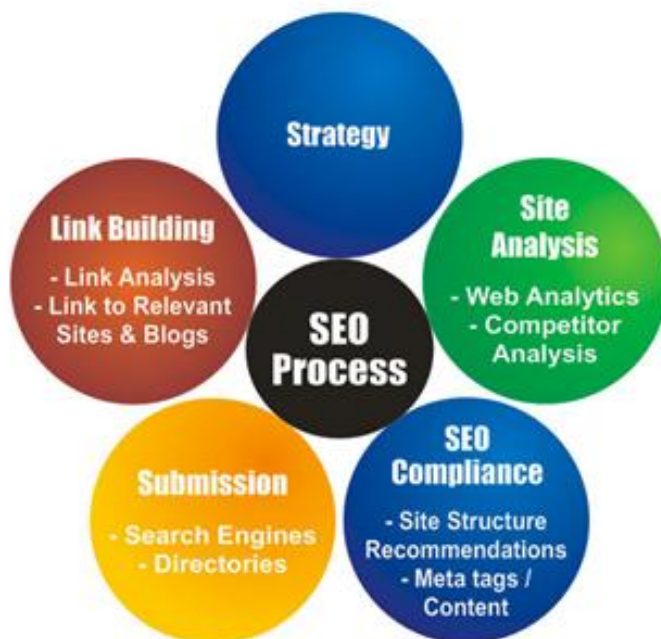 Strategy
Site
Analysis
- Web Analytics
- Competitor
Analysis
SEO
Compliance
- Site Structure
Recommendations
- Meta tags /
Content
Submission
- Search Engines
- Directories
Link Building
- Link Analysis
- Link to Relevant
Sites & Blogs
SEO
Process